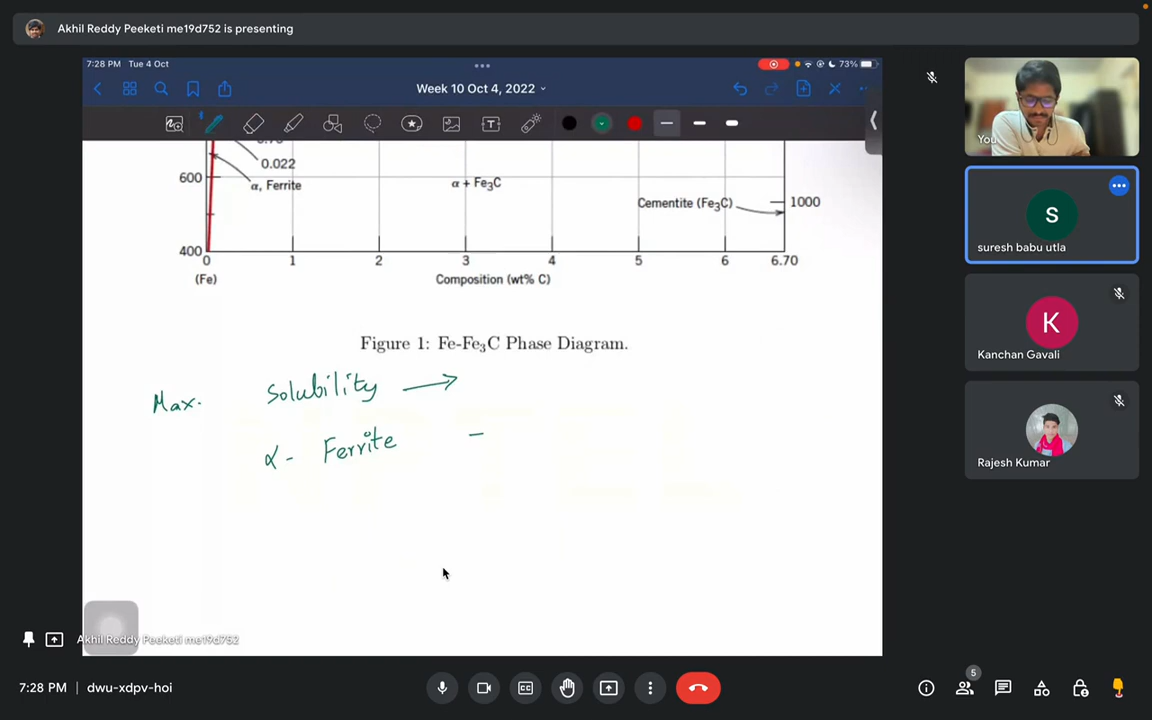 Akhil Reddy Peeketi me19d752 is presenting
7:28 PM Tue 4 Oct
73%
Week 10 Oct 4, 2022
You
0.022
600
α, Ferrite
α + Fe₃C
Cementite (Fe₃C)
1000
400
0 1 2 3 4 5 6 6.70
(Fe)
Composition (wt% C)
Figure 1: Fe-Fe₃C Phase Diagram.
Max. Solubility →
α - Ferrite -
S
suresh babu utla
K
Kanchan Gavali
Rajesh Kumar
Akhil Reddy Peeketi me19d752
7:28 PM | dwu-xdpv-hoi
CC
5